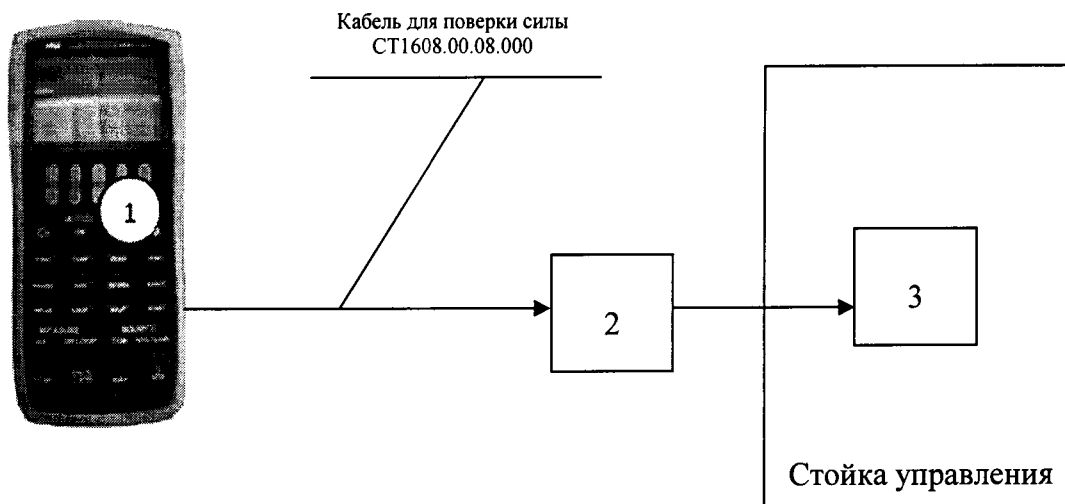 Кабель для поверки силы
СТ1608.00.08.000
1
2
3
Стойка управления